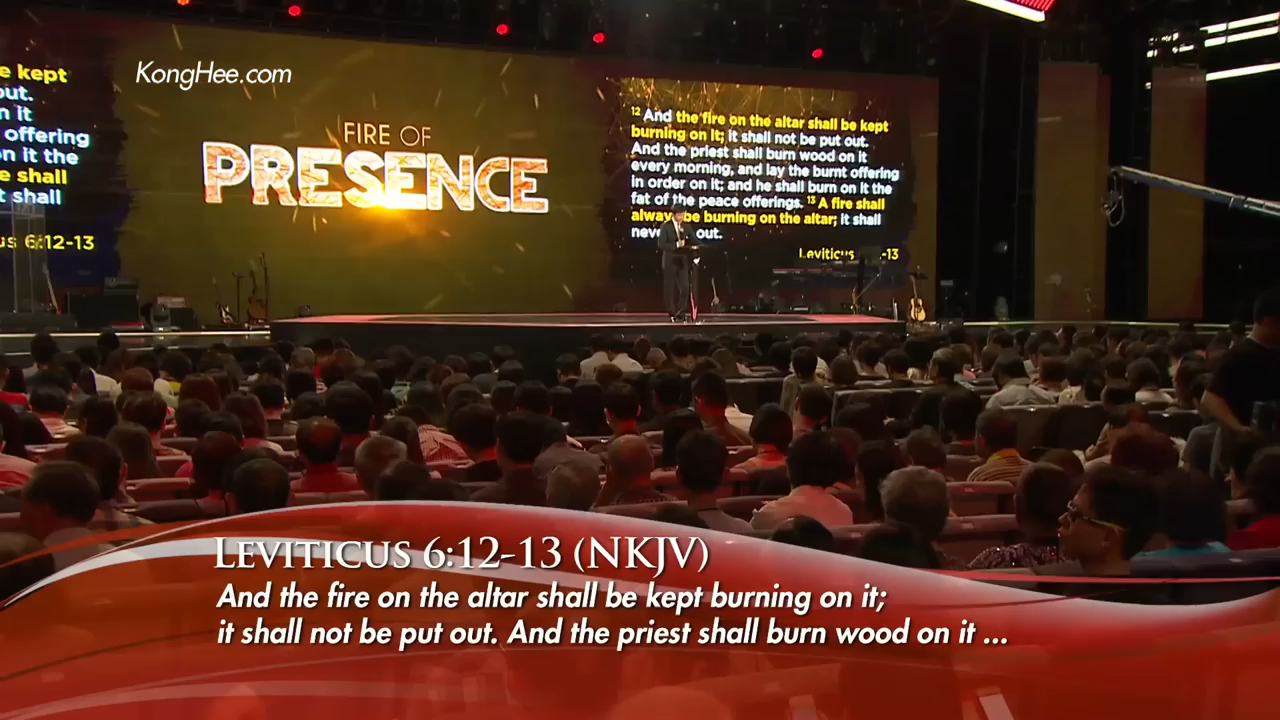 KongHee.com
e kept
out.
n it
offering
on it the
e shall
t shall
us 6:12-13
FIRE OF
PRESENCE
12 And the fire on the altar shall be kept
burning on it; it shall not be put out.
And the priest shall burn wood on it
every morning, and lay the burnt offering
in order on it; and he shall burn on it the
fat of the peace offerings. 13 A fire shall
always be burning on the altar; it shall
never out.
Leviticus -13
LEVITICUS 6:12-13 (NKJV)
And the fire on the altar shall be kept burning on it;
it shall not be put out. And the priest shall burn wood on it ...